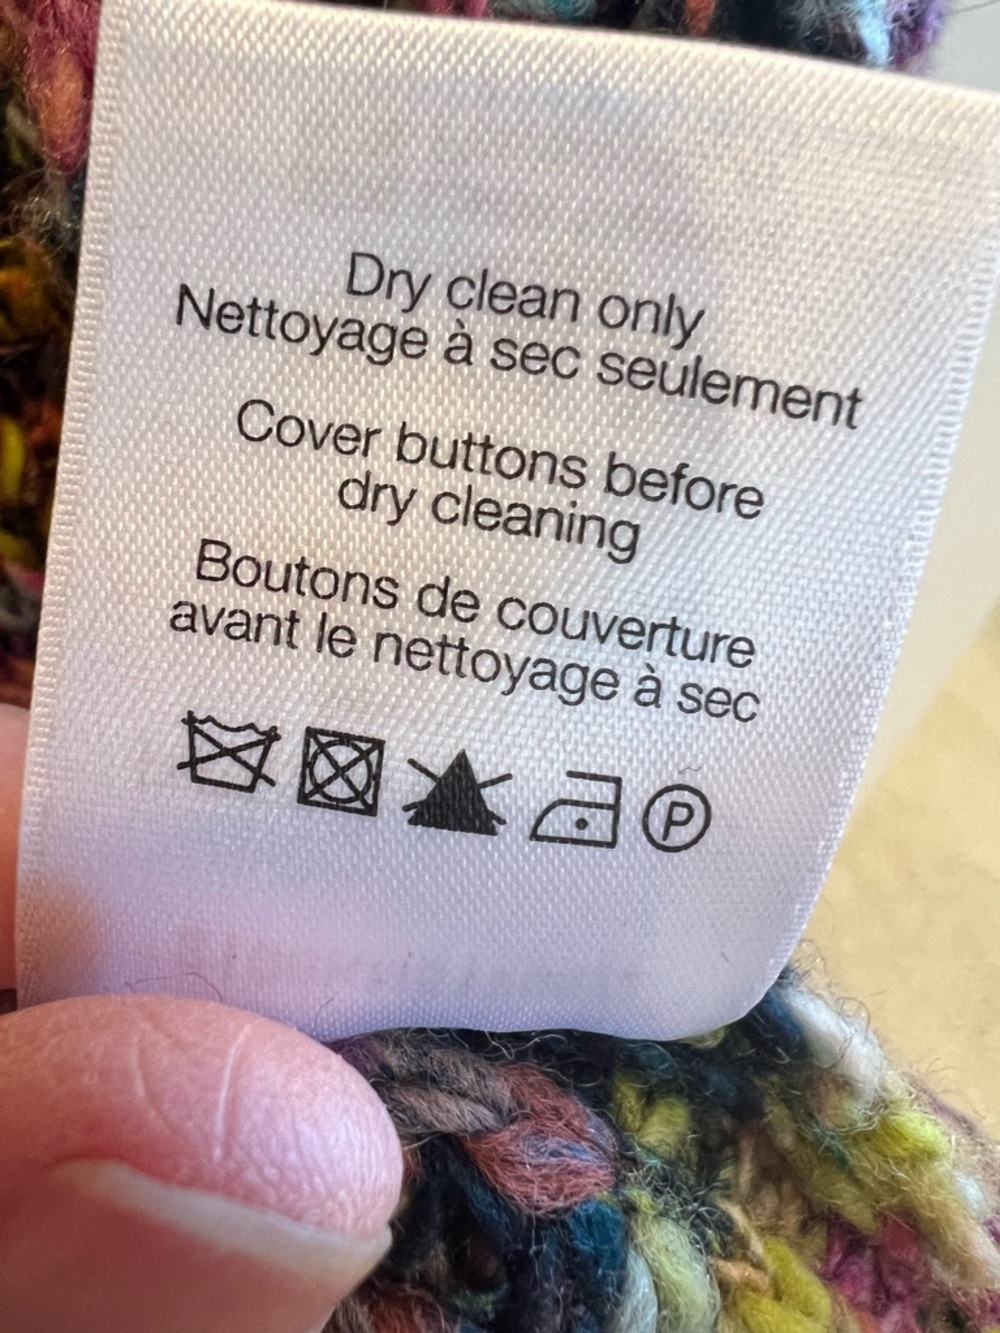 Dry clean only
Nettoyage à sec seulement
Cover buttons before
dry cleaning
Boutons de couverture
avant le nettoyage à sec
P